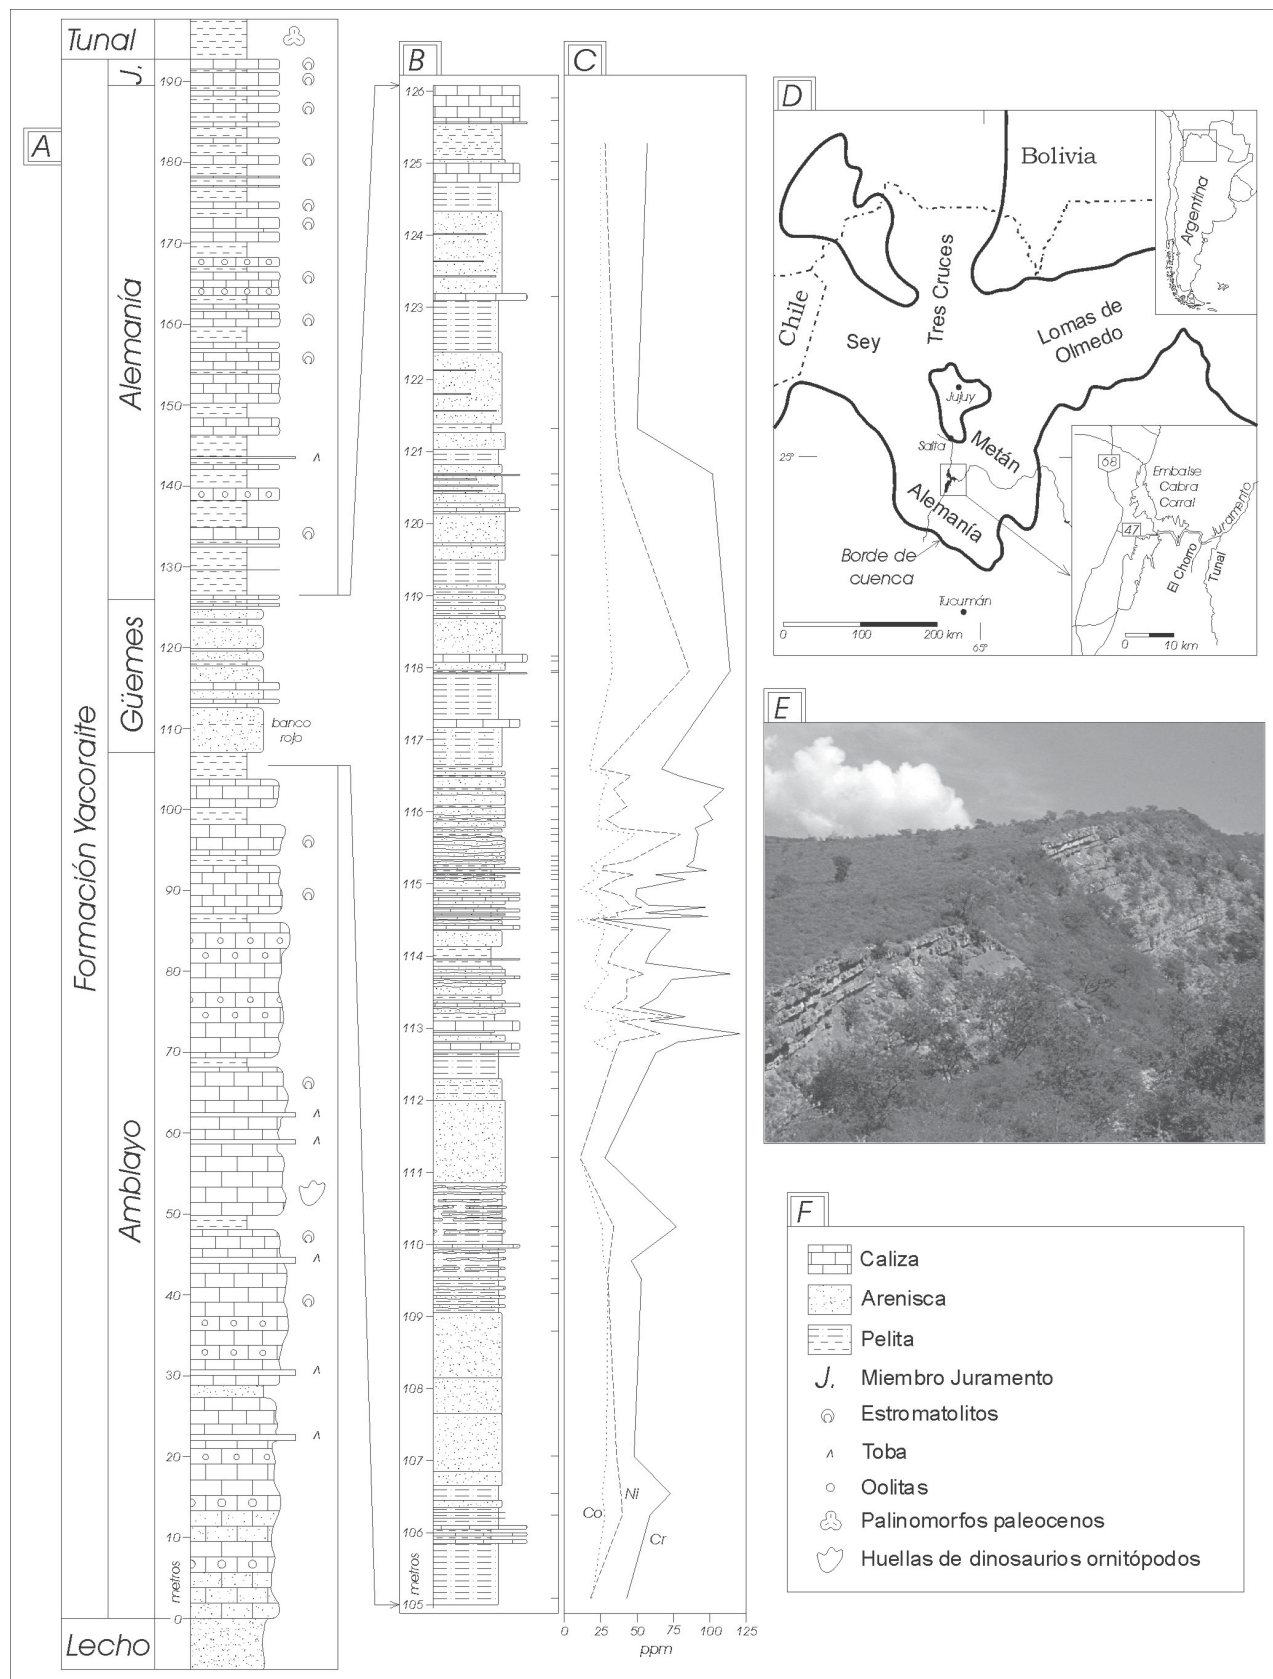 A
Tunal
J.
Alemanía
Güemes
Amblayo
Formación Yacoraite
Lecho
190
180
170
160
150
140
130
120
110
100
90
80
70
60
50
40
30
20
10
0
metros
banco
rojo
B
126
125
124
123
122
121
120
119
118
117
116
115
114
113
112
111
110
109
108
107
106
105
metros
C
Co
Ni
Cr
0
25
50
75
100
125
ppm
D
Bolivia
Argentina
Chile
Tres Cruces
Sey
Lomas de
Olmedo
Jujuy
Salta
Metán
25º
Alemanía
Borde de
cuenca
Tucumán
0
100
200 km
65º
68
Embalse
Cabra
Corral
47
Juramento
El Chorro
Tunal
0
10 km
E
F
Caliza
Arenisca
Pelita
J. Miembro Juramento
Estromatolitos
Toba
Oolitas
Palinomorfos paleocenos
Huellas de dinosaurios ornitópodos